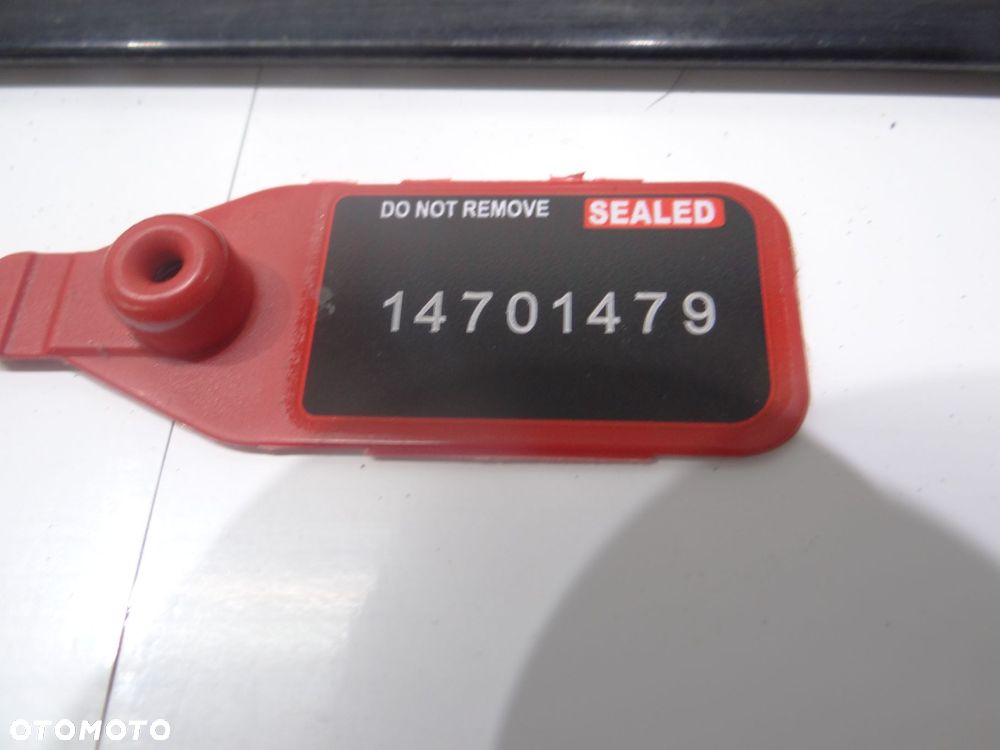 DO NOT REMOVE SEALED
14701479
OTOMOTO